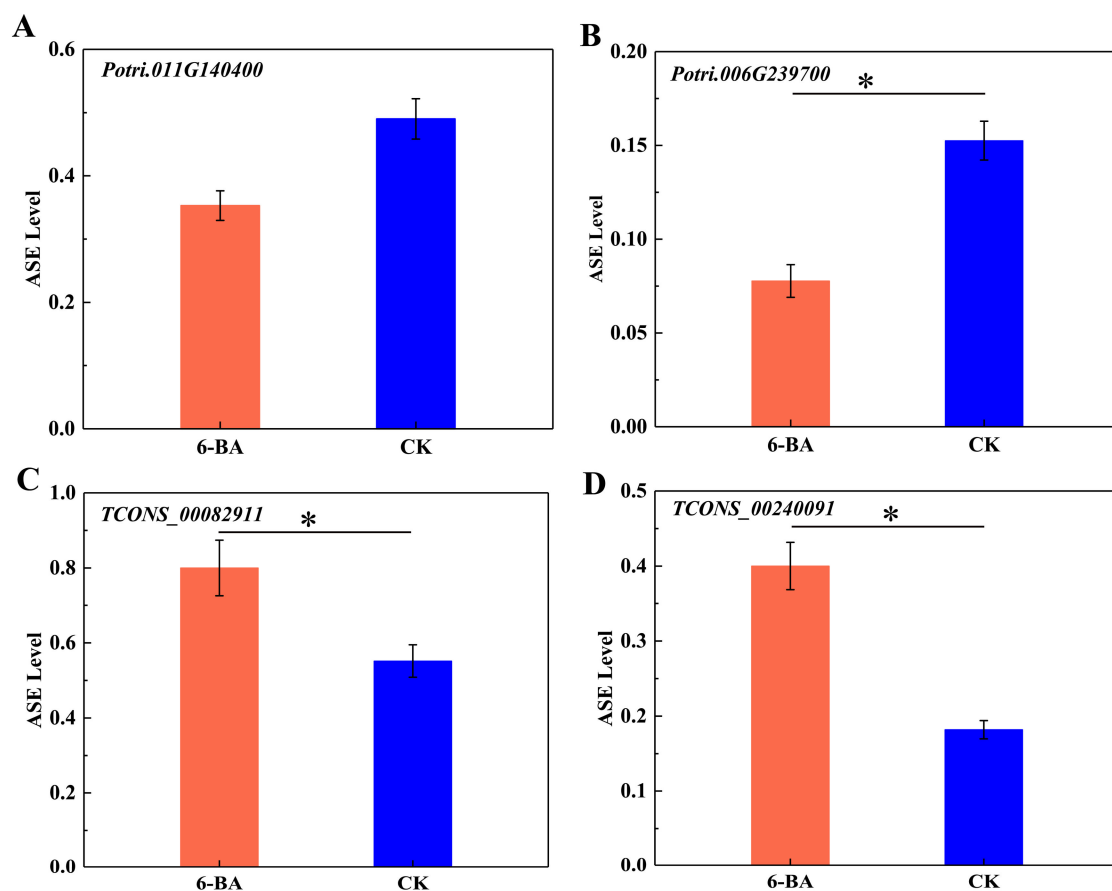 A
Potri.011G140400
ASE Level
0.6
0.4
0.2
0.0
6-BA CK
B
Potri.006G239700
*
ASE Level
0.20
0.15
0.10
0.05
0.00
6-BA CK
C
TCONS_00082911
*
ASE Level
1.0
0.8
0.6
0.4
0.2
0.0
6-BA CK
D
TCONS_00240091
*
ASE Level
0.5
0.4
0.3
0.2
0.1
0.0
6-BA CK